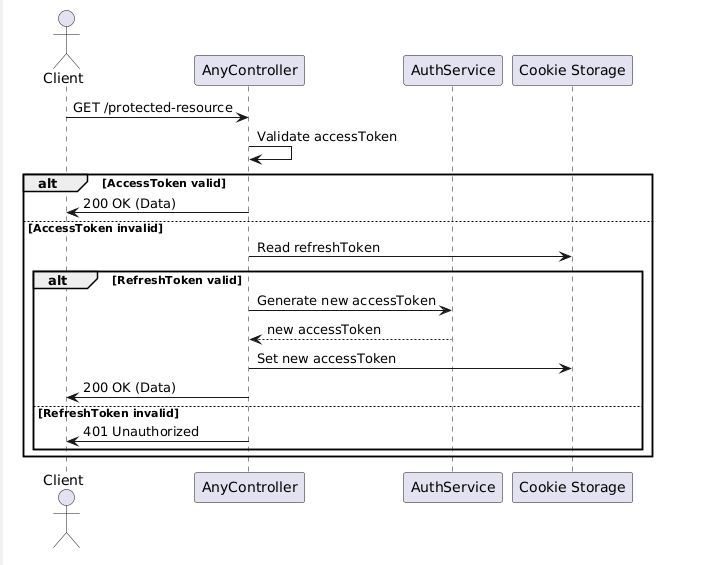 Client
AnyController
AuthService
Cookie Storage
GET /protected-resource
Validate accessToken
alt [AccessToken valid]
200 OK (Data)
[AccessToken invalid]
Read refreshToken
alt [RefreshToken valid]
Generate new accessToken
new accessToken
Set new accessToken
200 OK (Data)
[RefreshToken invalid]
401 Unauthorized
Client
AnyController
AuthService
Cookie Storage